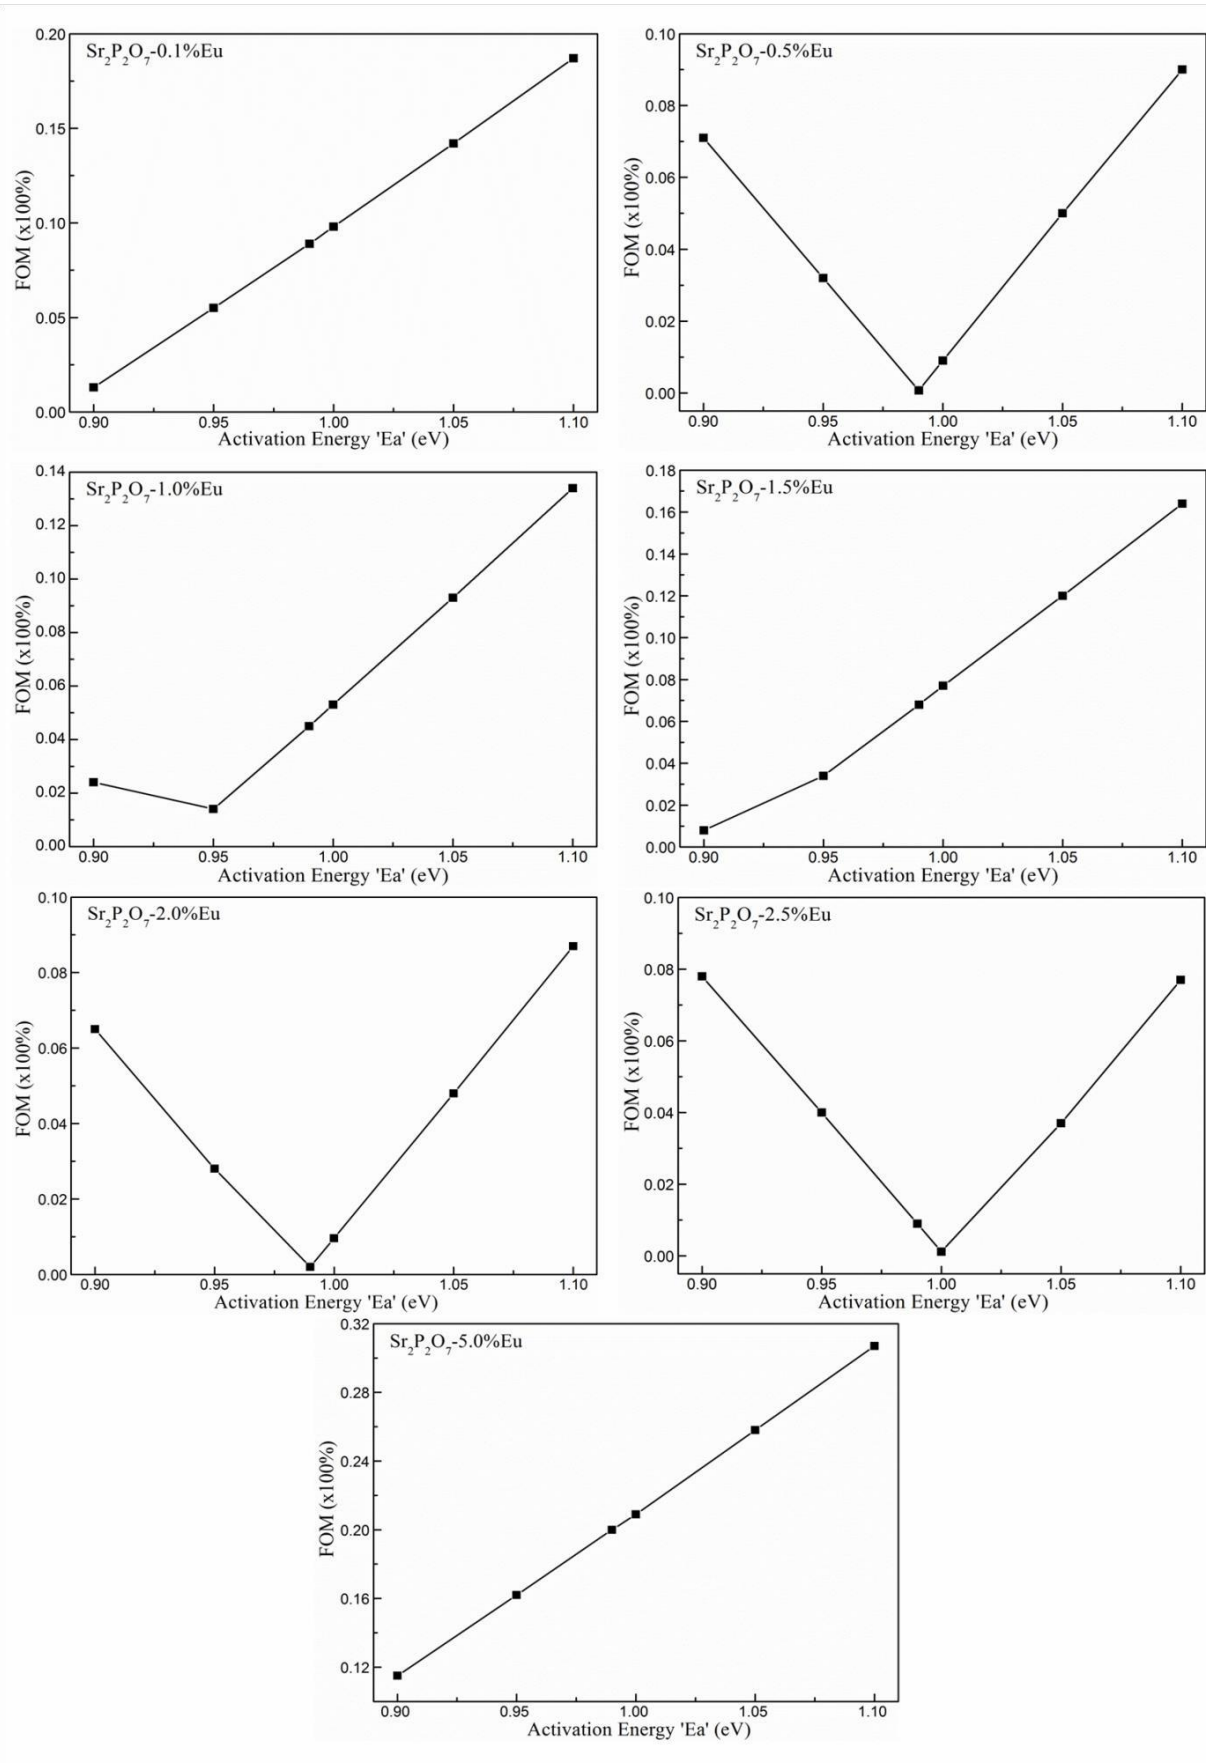 Sr₂P₂O₇-0.1%Eu
FOM (x100%)
0.20
0.15
0.10
0.05
0.00
0.90 0.95 1.00 1.05 1.10
Activation Energy 'Ea' (eV)
Sr₂P₂O₇-0.5%Eu
FOM (x100%)
0.10
0.08
0.06
0.04
0.02
0.00
0.90 0.95 1.00 1.05 1.10
Activation Energy 'Ea' (eV)
Sr₂P₂O₇-1.0%Eu
FOM (x100%)
0.14
0.12
0.10
0.08
0.06
0.04
0.02
0.00
0.90 0.95 1.00 1.05 1.10
Activation Energy 'Ea' (eV)
Sr₂P₂O₇-1.5%Eu
FOM (x100%)
0.18
0.16
0.14
0.12
0.10
0.08
0.06
0.04
0.02
0.00
0.90 0.95 1.00 1.05 1.10
Activation Energy 'Ea' (eV)
Sr₂P₂O₇-2.0%Eu
FOM (x100%)
0.10
0.08
0.06
0.04
0.02
0.00
0.90 0.95 1.00 1.05 1.10
Activation Energy 'Ea' (eV)
Sr₂P₂O₇-2.5%Eu
FOM (x100%)
0.10
0.08
0.06
0.04
0.02
0.00
0.90 0.95 1.00 1.05 1.10
Activation Energy 'Ea' (eV)
Sr₂P₂O₇-5.0%Eu
FOM (x100%)
0.32
0.28
0.24
0.20
0.16
0.12
0.90 0.95 1.00 1.05 1.10
Activation Energy 'Ea' (eV)